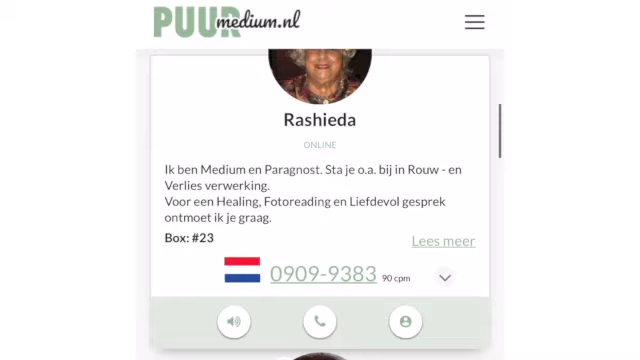 PUURmedium.nl
Rashieda
ONLINE
Ik ben Medium en Paragnost. Sta je o.a. bij in Rouw - en
Verlies verwerking.
Voor een Healing, Fotoreading en Liefdevol gesprek
ontmoet ik je graag.
Box: #23
Lees meer
0909-9383 90 cpm